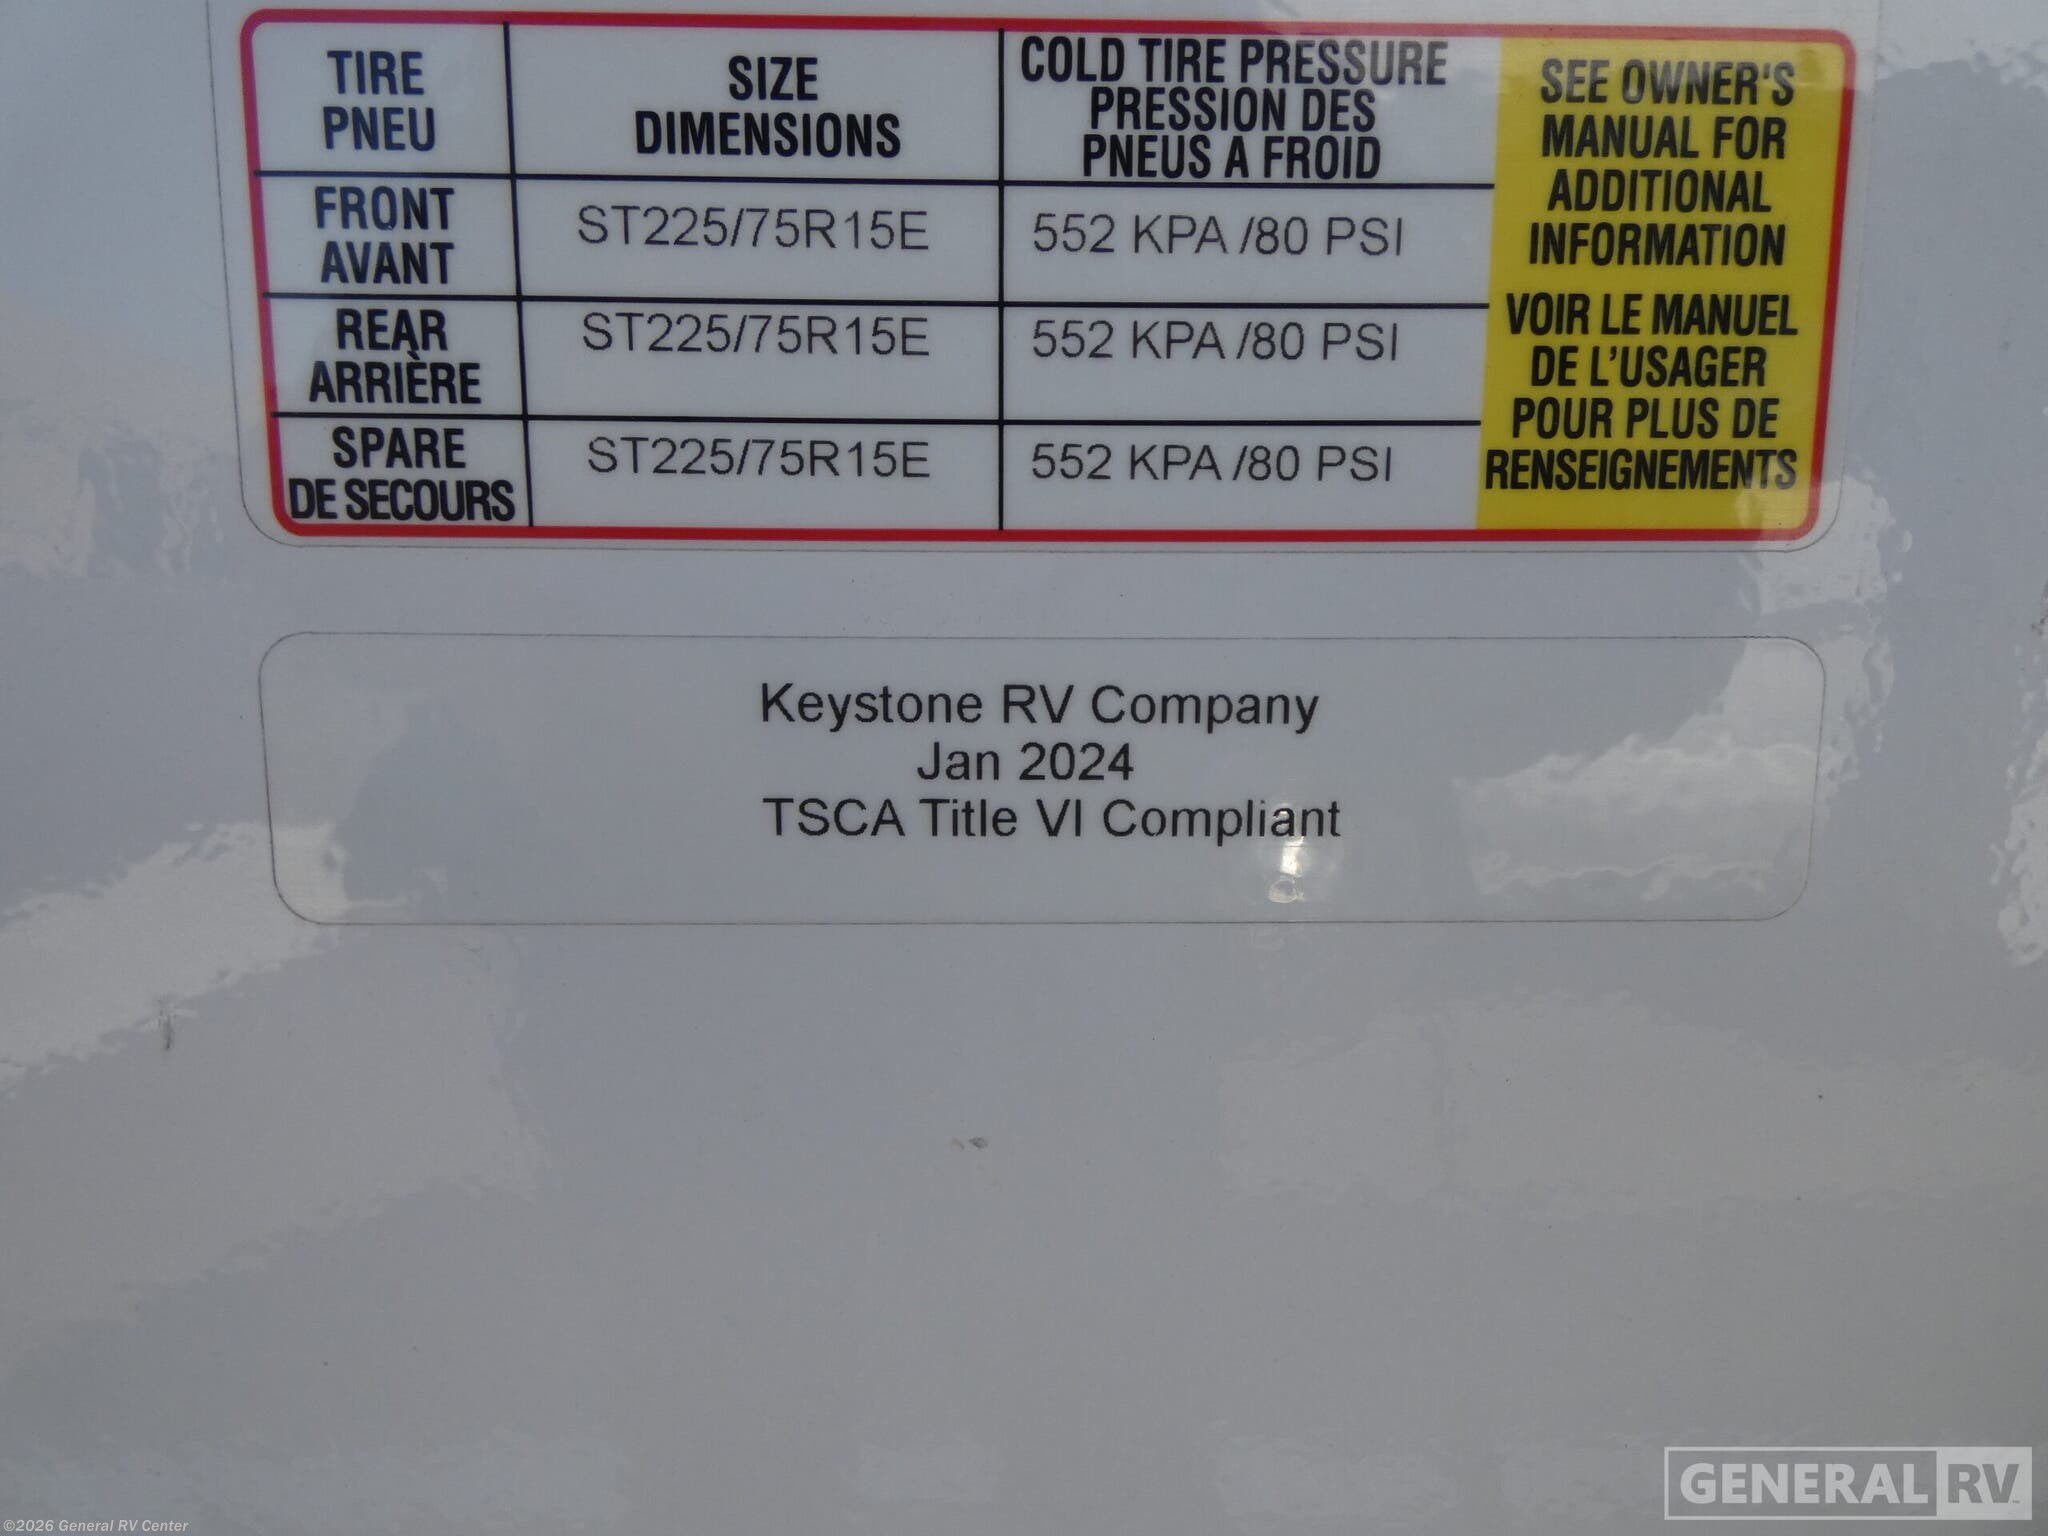 TIRE
PNEU
SIZE
DIMENSIONS
COLD TIRE PRESSURE
PRESSION DES
PNEUS A FROID
FRONT
AVANT
ST225/75R15E
552 KPA /80 PSI
REAR
ARRIÈRE
ST225/75R15E
552 KPA /80 PSI
SPARE
DE SECOURS
ST225/75R15E
552 KPA /80 PSI
SEE OWNER'S
MANUAL FOR
ADDITIONAL
INFORMATION
VOIR LE MANUEL
DE L'USAGER
POUR PLUS DE
RENSEIGNEMENTS
Keystone RV Company
Jan 2024
TSCA Title VI Compliant
GENERAL RV
©2026 General RV Center